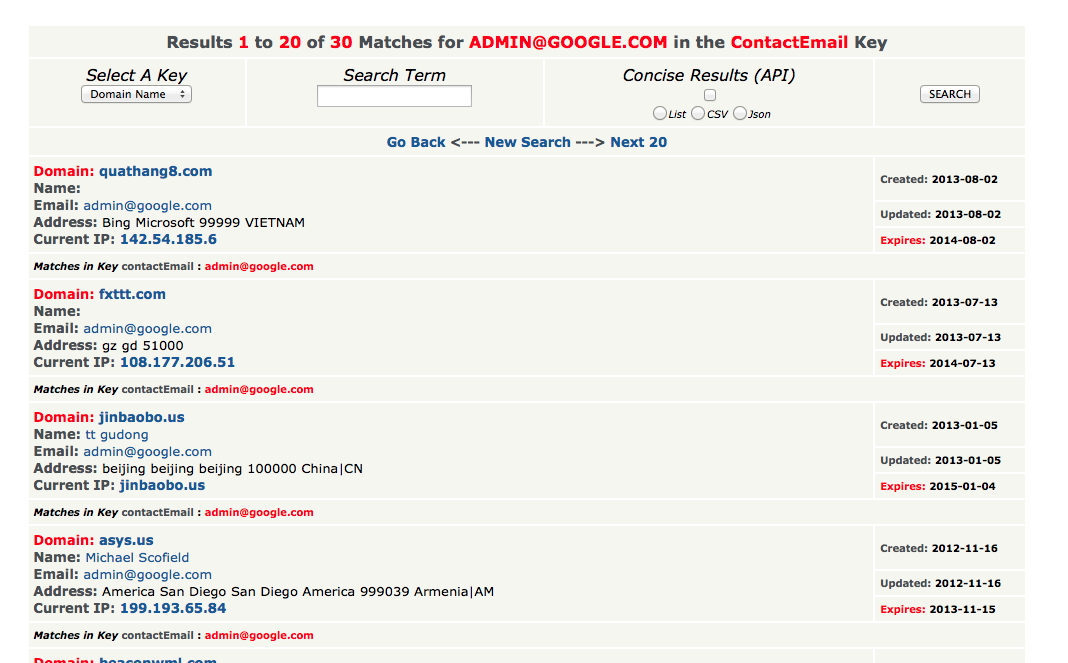 Results 1 to 20 of 30 Matches for ADMIN@GOOGLE.COM in the ContactEmail Key
Select A Key
Domain Name
Search Term
Concise Results (API)
List CSV Json
SEARCH
Go Back <--- New Search ---> Next 20
Domain: quathang8.com
Name:
Email: admin@google.com
Address: Bing Microsoft 99999 VIETNAM
Current IP: 142.54.185.6
Created: 2013-08-02
Updated: 2013-08-02
Expires: 2014-08-02
Matches in Key contactEmail : admin@google.com
Domain: fxttt.com
Name:
Email: admin@google.com
Address: gz gd 51000
Current IP: 108.177.206.51
Created: 2013-07-13
Updated: 2013-07-13
Expires: 2014-07-13
Matches in Key contactEmail : admin@google.com
Domain: jinbaobo.us
Name: tt gudong
Email: admin@google.com
Address: beijing beijing beijing 100000 China|CN
Current IP: jinbaobo.us
Created: 2013-01-05
Updated: 2013-01-05
Expires: 2015-01-04
Matches in Key contactEmail : admin@google.com
Domain: asys.us
Name: Michael Scofield
Email: admin@google.com
Address: America San Diego San Diego America 999039 Armenia|AM
Current IP: 199.193.65.84
Created: 2012-11-16
Updated: 2012-11-16
Expires: 2013-11-15
Matches in Key contactEmail : admin@google.com
Domain: